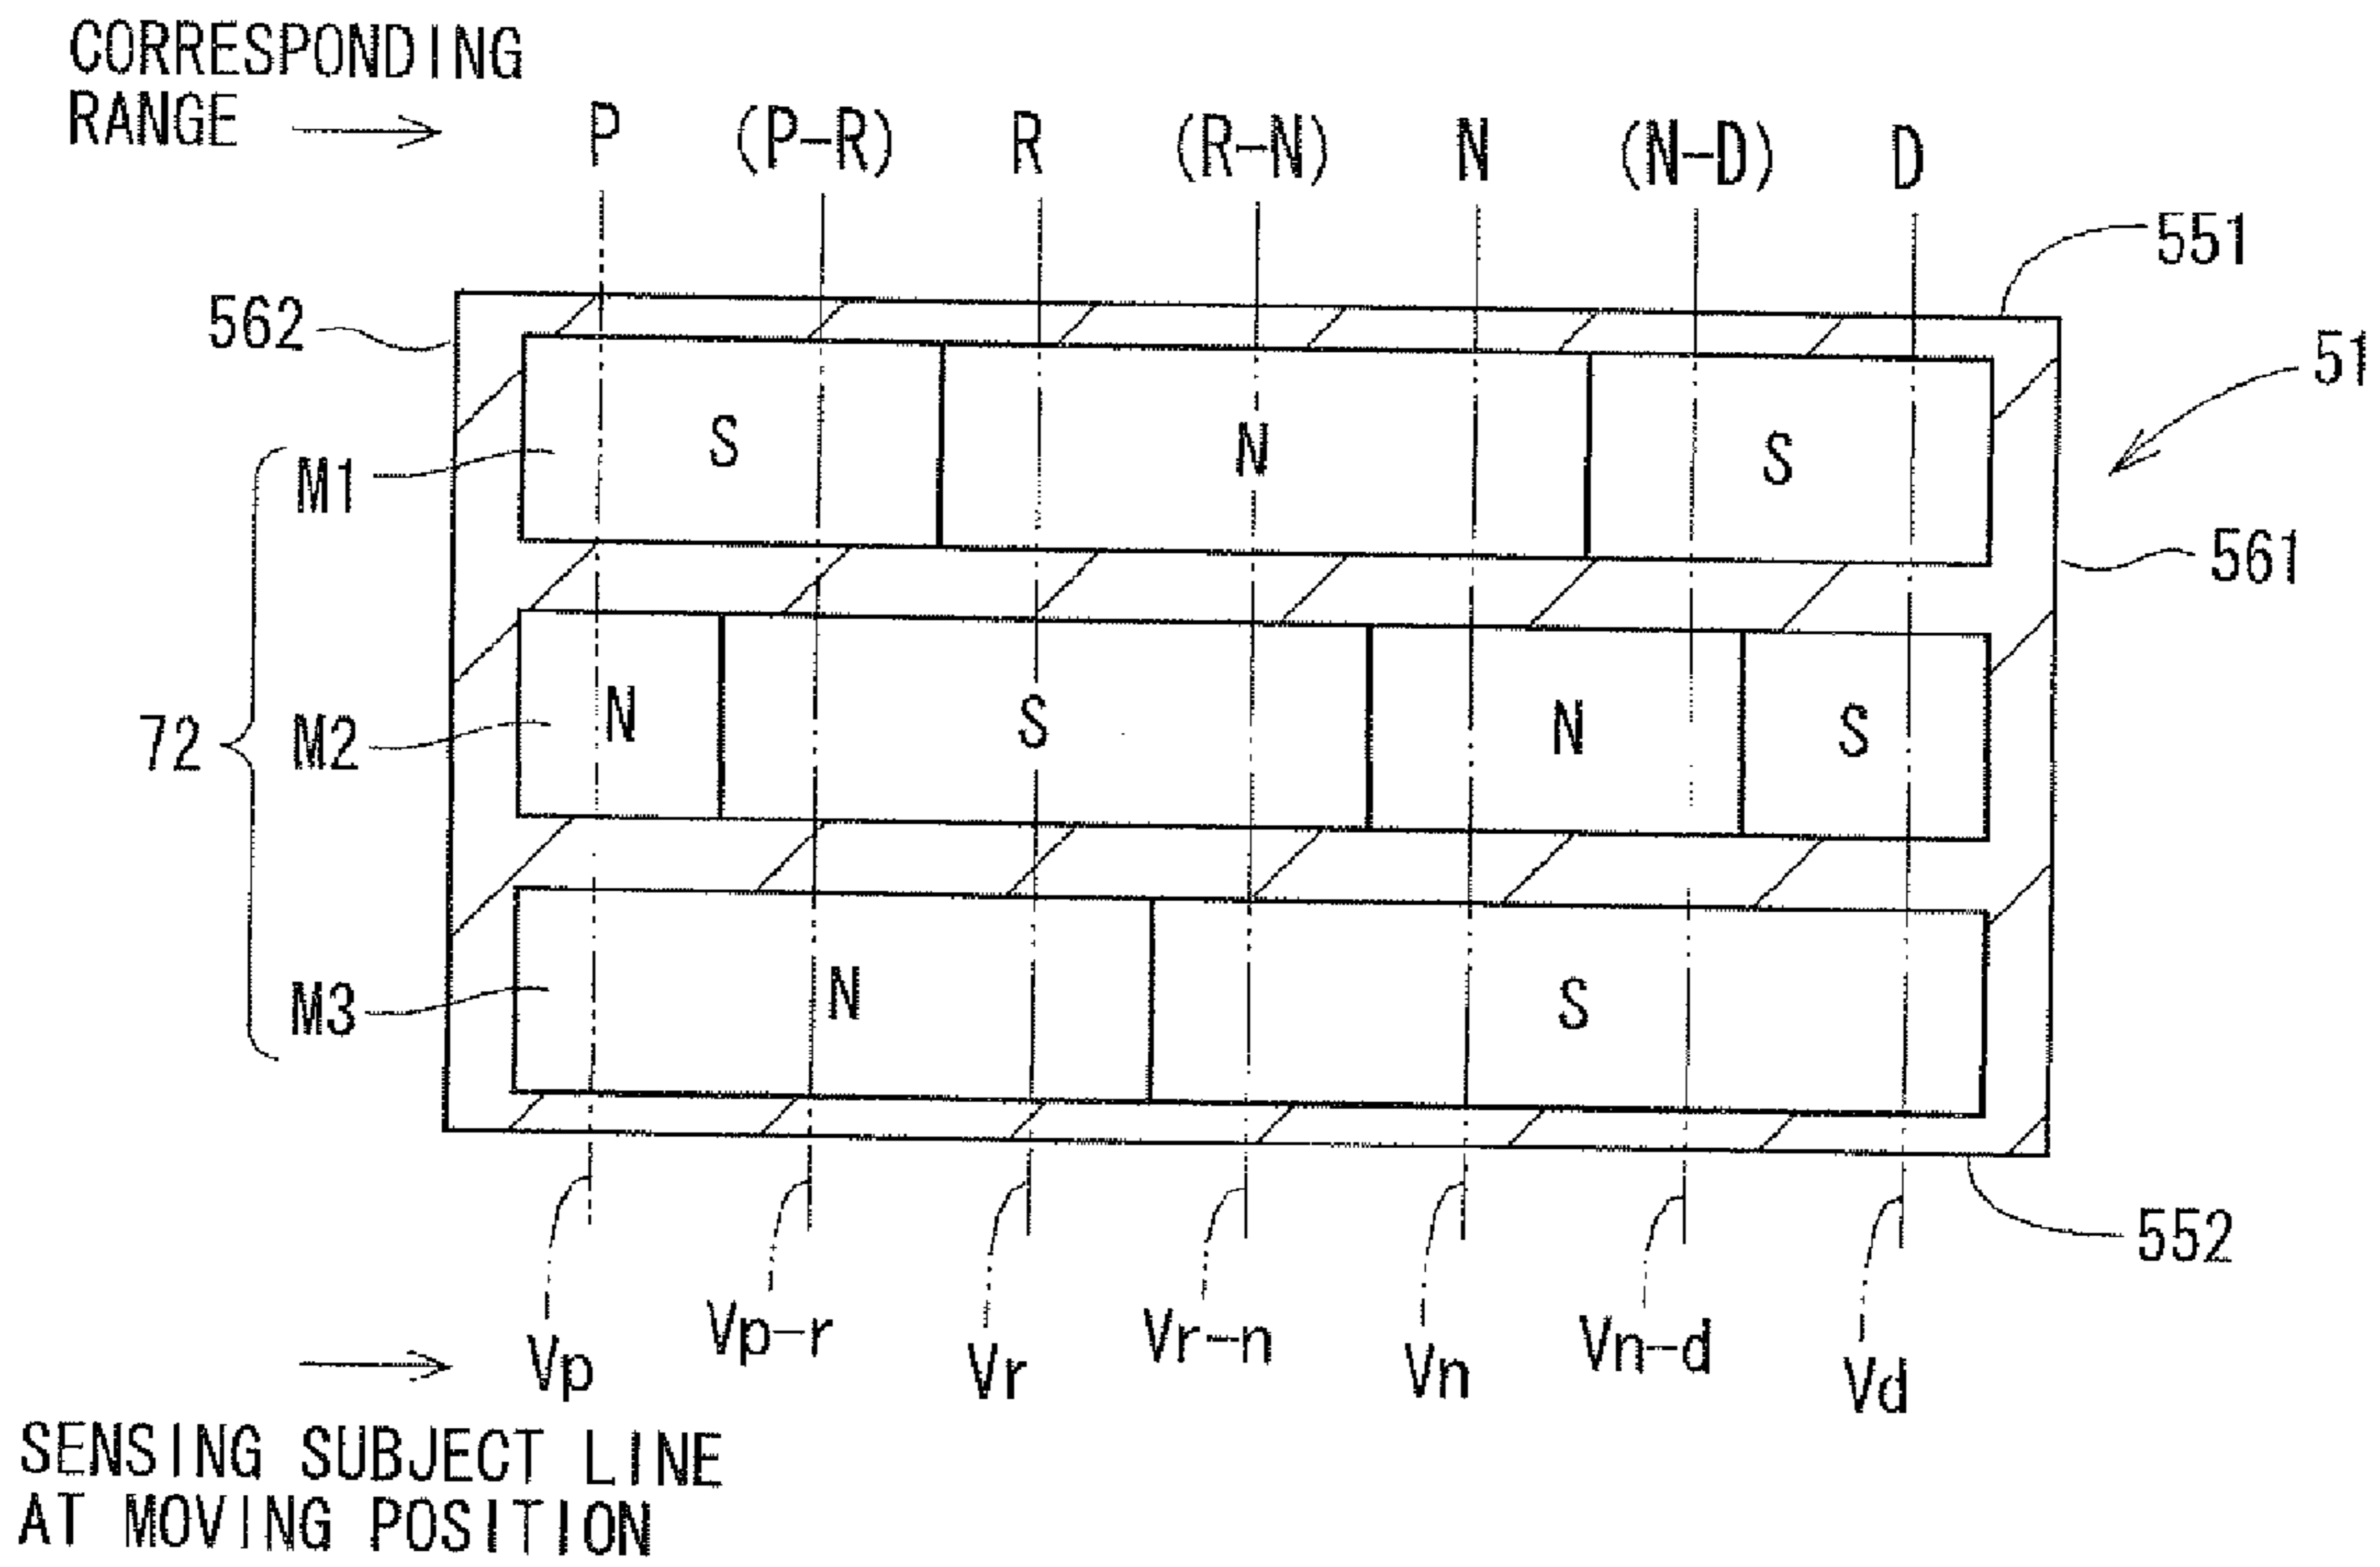 CORRESPONDING
RANGE
P (P-R) R (R-N) N (N-D) D
551
562
51
S N S
M1
561
72
M2 N S N S
M3 N S
552
Vp Vp-r Vr Vr-n Vn Vn-d Vd
SENSING SUBJECT LINE
AT MOVING POSITION